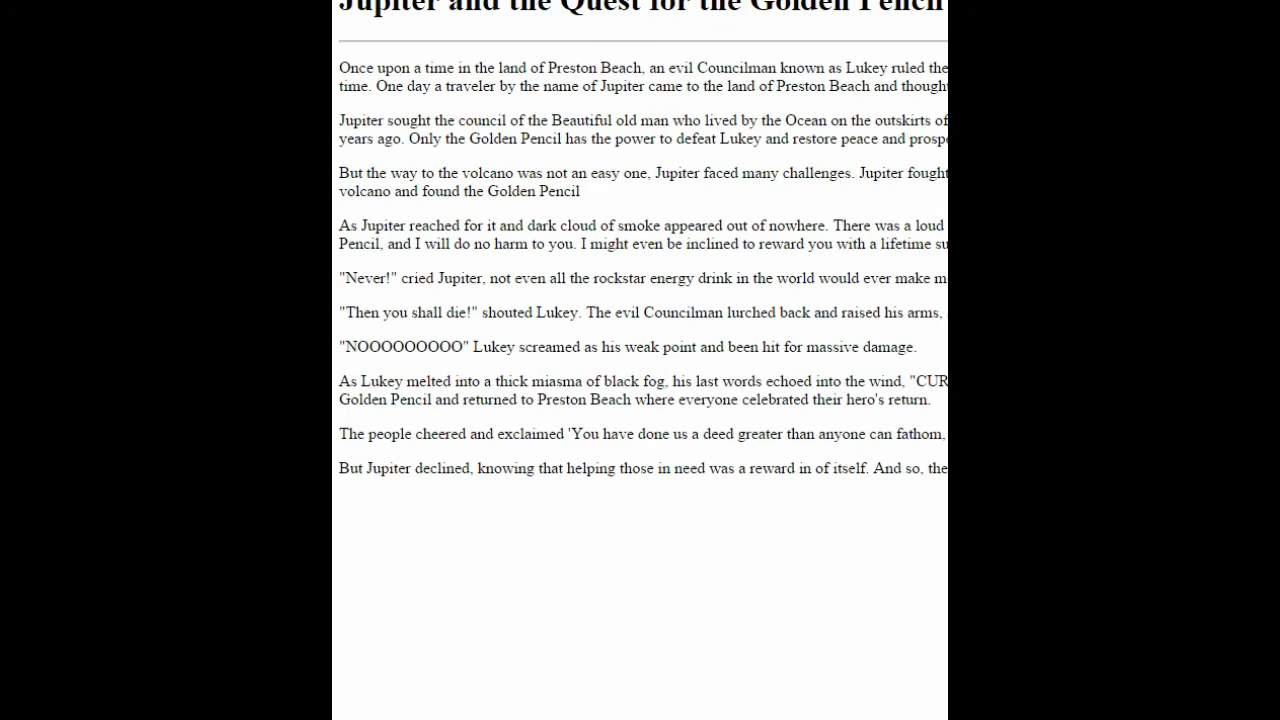 Jupiter and the Quest for the Golden Pencil
Once upon a time in the land of Preston Beach, an evil Councilman known as Lukey ruled the
time. One day a traveler by the name of Jupiter came to the land of Preston Beach and though
Jupiter sought the council of the Beautiful old man who lived by the Ocean on the outskirts of
years ago. Only the Golden Pencil has the power to defeat Lukey and restore peace and prospe
But the way to the volcano was not an easy one, Jupiter faced many challenges. Jupiter fought
volcano and found the Golden Pencil
As Jupiter reached for it and dark cloud of smoke appeared out of nowhere. There was a loud
Pencil, and I will do no harm to you. I might even be inclined to reward you with a lifetime su
"Never!" cried Jupiter, not even all the rockstar energy drink in the world would ever make m
"Then you shall die!" shouted Lukey. The evil Councilman lurched back and raised his arms,
"NOOOOOOOOO" Lukey screamed as his weak point and been hit for massive damage.
As Lukey melted into a thick miasma of black fog, his last words echoed into the wind, "CUR
Golden Pencil and returned to Preston Beach where everyone celebrated their hero's return.
The people cheered and exclaimed 'You have done us a deed greater than anyone can fathom,
But Jupiter declined, knowing that helping those in need was a reward in of itself. And so, the